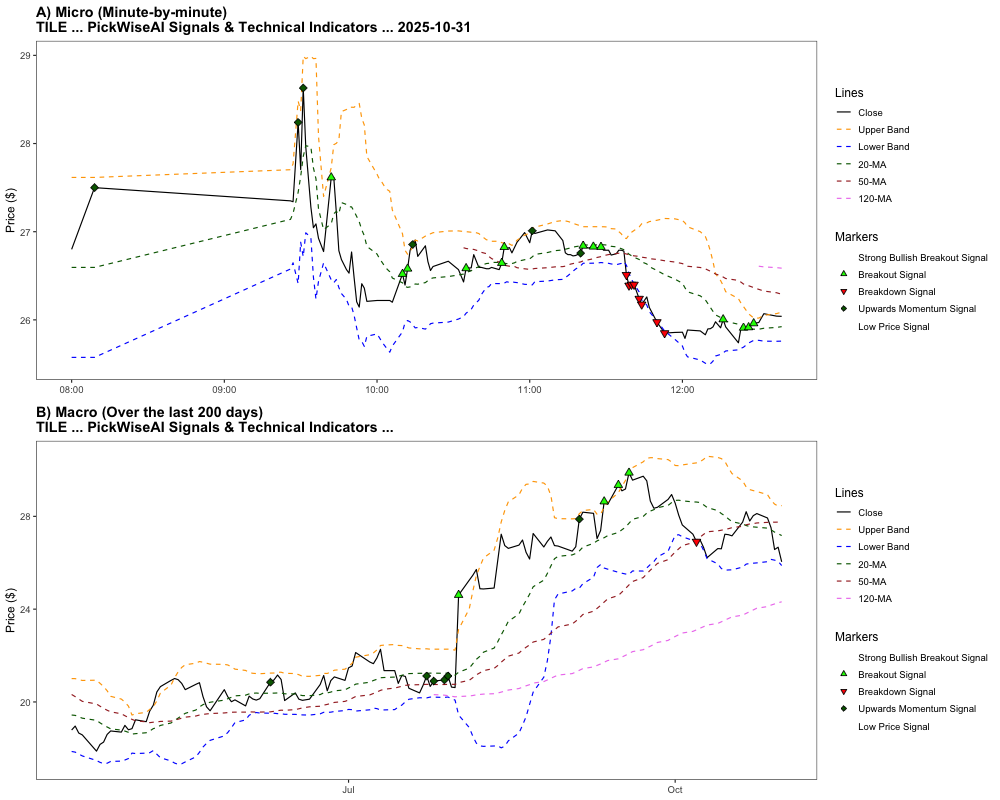 A) Micro (Minute-by-minute)
TILE ... PickWiseAI Signals & Technical Indicators ... 2025-10-31
29
28
27
26
Price ($)
08:00 09:00 10:00 11:00 12:00
Lines
Close
Upper Band
Lower Band
20-MA
50-MA
120-MA
Markers
Strong Bullish Breakout Signal
Breakout Signal
Breakdown Signal
Upwards Momentum Signal
Low Price Signal
B) Macro (Over the last 200 days)
TILE ... PickWiseAI Signals & Technical Indicators ...
28
24
20
Price ($)
Jul Oct
Lines
Close
Upper Band
Lower Band
20-MA
50-MA
120-MA
Markers
Strong Bullish Breakout Signal
Breakout Signal
Breakdown Signal
Upwards Momentum Signal
Low Price Signal